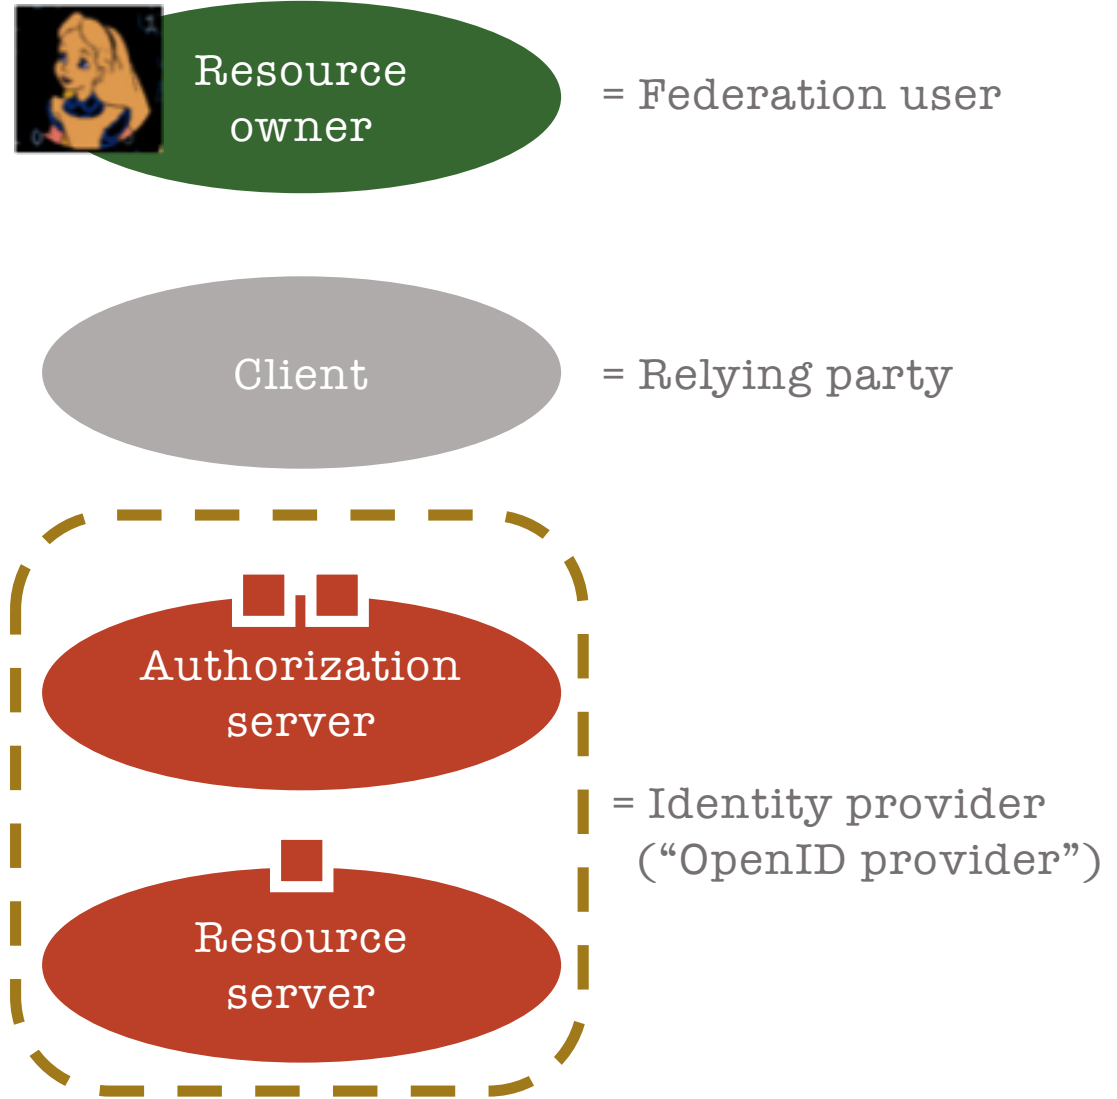 Resource
owner
= Federation user
Client
= Relying party
Authorization
server
= Identity provider
(“OpenID provider”)
Resource
server